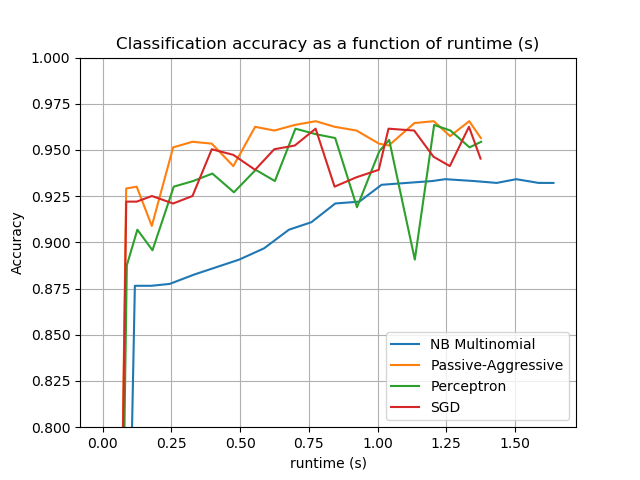 Classification accuracy as a function of runtime (s)
1.000
0.975
0.950
0.925
0.900
0.875
0.850
0.825
0.800
Accuracy
NB Multinomial
Passive-Aggressive
Perceptron
SGD
0.00 0.25 0.50 0.75 1.00 1.25 1.50
runtime (s)